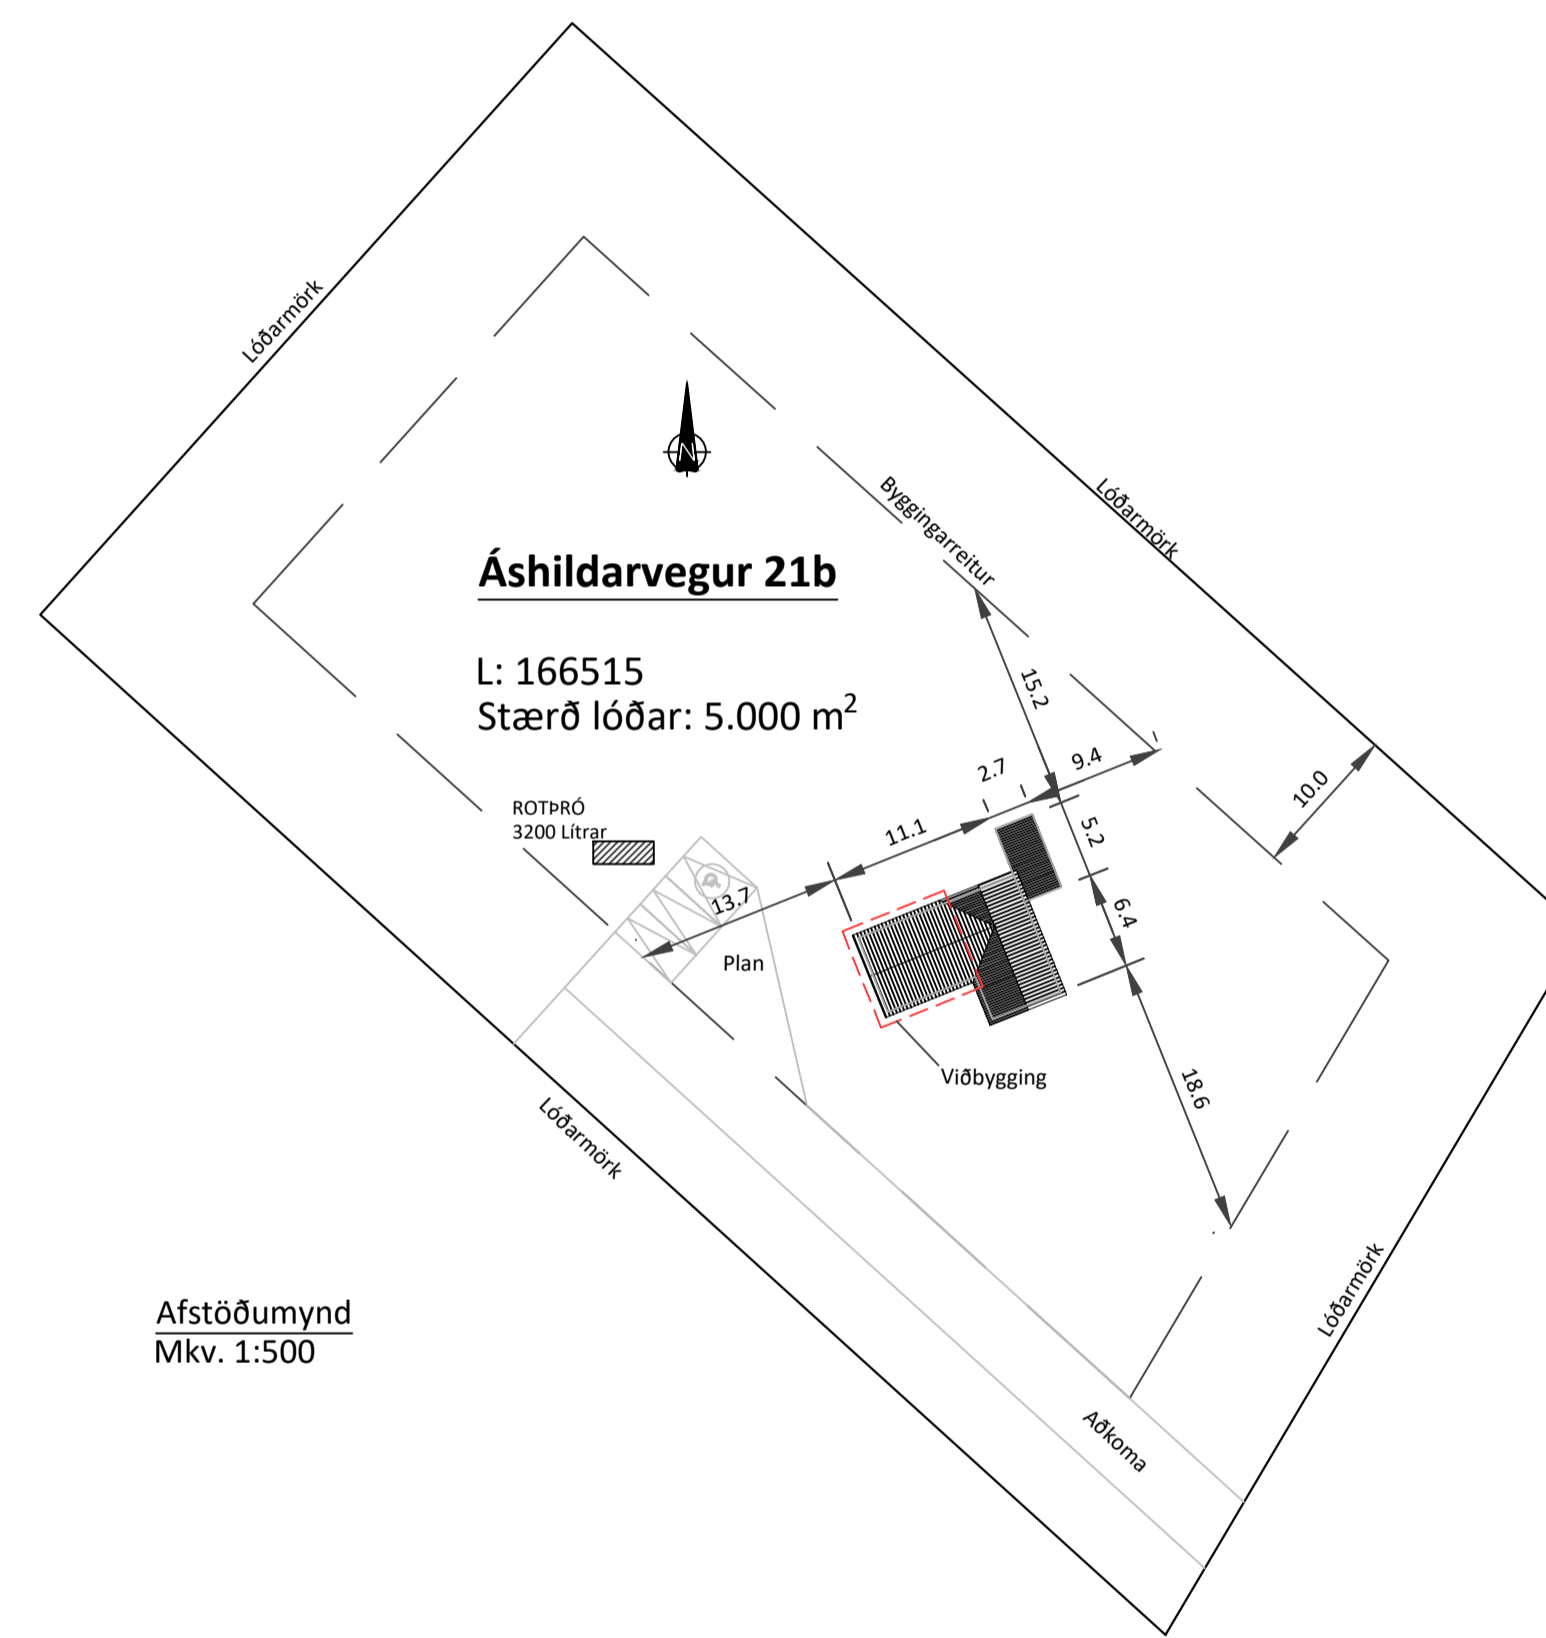 Lóðarmörk
N
Byggingarreitur
Lóðarmörk
Áshildarvegur 21b
L: 166515
Stærð lóðar: 5.000 m²
15.2
2.7
9.4
10.0
ROTÞRÓ
3200 Lítrar
11.1
5.2
13.7
6.4
Plan
Viðbygging
18.6
Lóðarmörk
Lóðarmörk
Afstöðumynd
Mkv. 1:500
Aðkoma